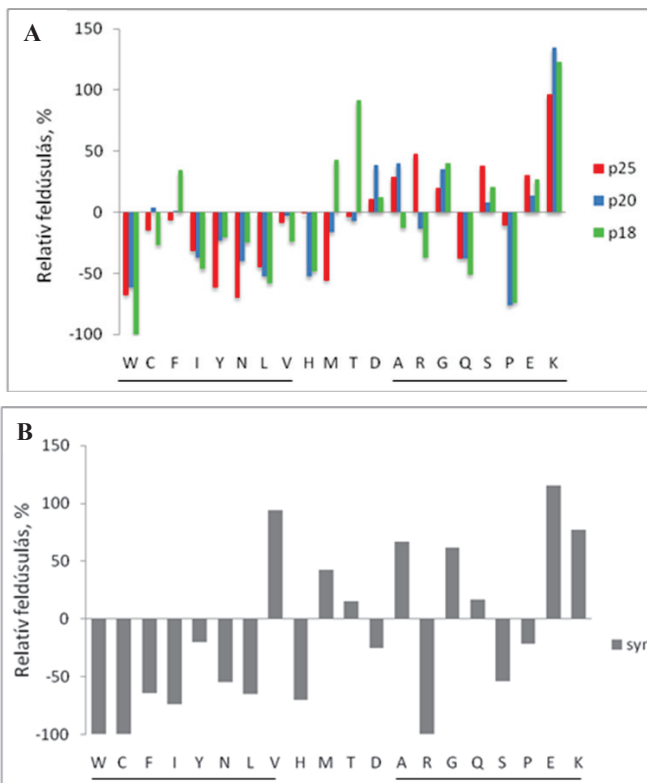 A
Relatív feldúsulás, %
150
100
50
0
-50
-100
W C F I Y N L V H M T D A R G Q S P E K
p25
p20
p18
B
Relatív feldúsulás, %
150
100
50
0
-50
-100
W C F I Y N L V H M T D A R G Q S P E K
syn